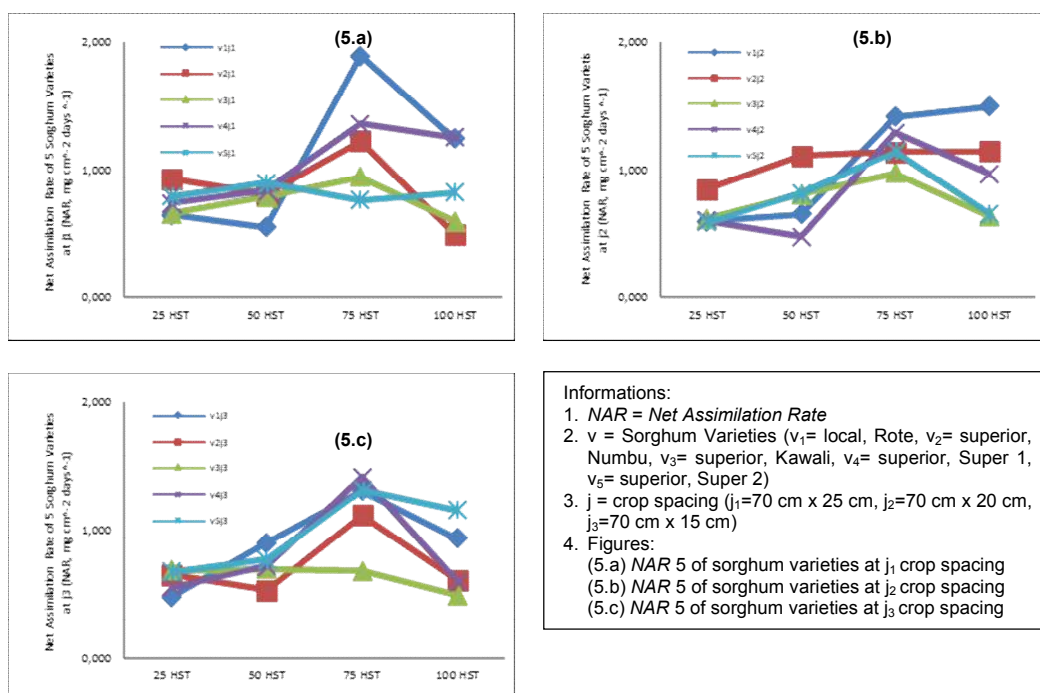 (5.a)
Net Assimilation Rate of 5 Sorghum Varieties
at j1 (NAR, mg cm^-2 days ^-1)
2,000
1,000
0,000
v1j1
v2j1
v3j1
v4j1
v5j1
25 HST 50 HST 75 HST 100 HST
(5.b)
Net Assimilation Rate of 5 Sorghum Varietis
at j2 (NAR, mg cm^-2 days ^-1)
2,000
1,000
0,000
v1j2
v2j2
v3j2
v4j2
v5j2
25 HST 50 HST 75 HST 100 HST
(5.c)
Net Assimilation Rate of 5 Sorghum Varieties
at j3 (NAR, mg cm^-2 days ^-1)
2,000
1,000
0,000
v1j3
v2j3
v3j3
v4j3
v5j3
25 HST 50 HST 75 HST 100 HST
Informations:
1. NAR = Net Assimilation Rate
2. v = Sorghum Varieties (v1= local, Rote, v2= superior,
Numbu, v3= superior, Kawali, v4= superior, Super 1,
v5= superior, Super 2)
3. j = crop spacing (j1=70 cm x 25 cm, j2=70 cm x 20 cm,
j3=70 cm x 15 cm)
4. Figures:
(5.a) NAR 5 of sorghum varieties at j1 crop spacing
(5.b) NAR 5 of sorghum varieties at j2 crop spacing
(5.c) NAR 5 of sorghum varieties at j3 crop spacing